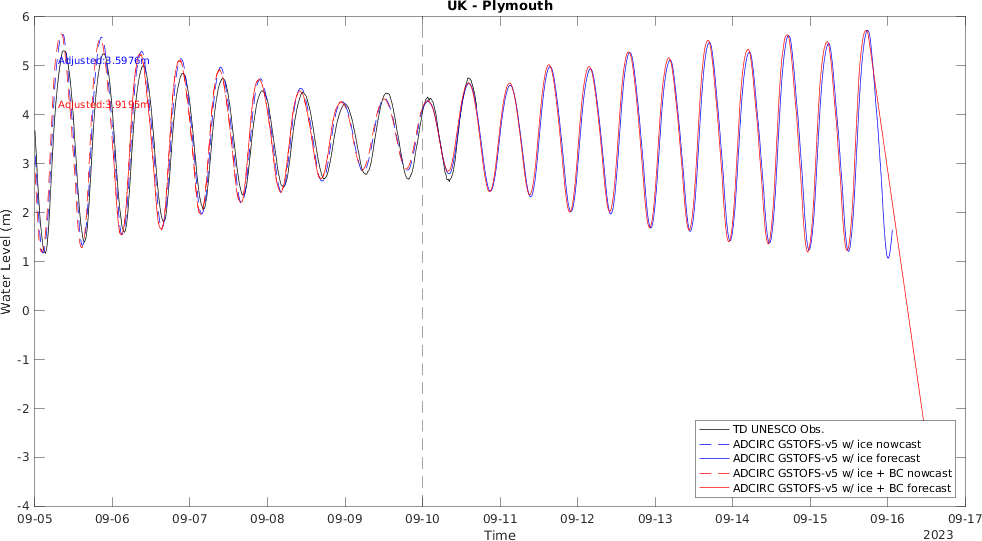 UK - Plymouth
6
5
4
3
2
1
0
-1
-2
-3
-4
Water Level (m)
Adjusted:3.5976m
Adjusted:3.9195m
TD UNESCO Obs.
ADCIRC GSTOFS-v5 w/ ice nowcast
ADCIRC GSTOFS-v5 w/ ice forecast
ADCIRC GSTOFS-v5 w/ ice + BC nowcast
ADCIRC GSTOFS-v5 w/ ice + BC forecast
09-05 09-06 09-07 09-08 09-09 09-10 09-11 09-12 09-13 09-14 09-15 09-16 09-17
Time
2023